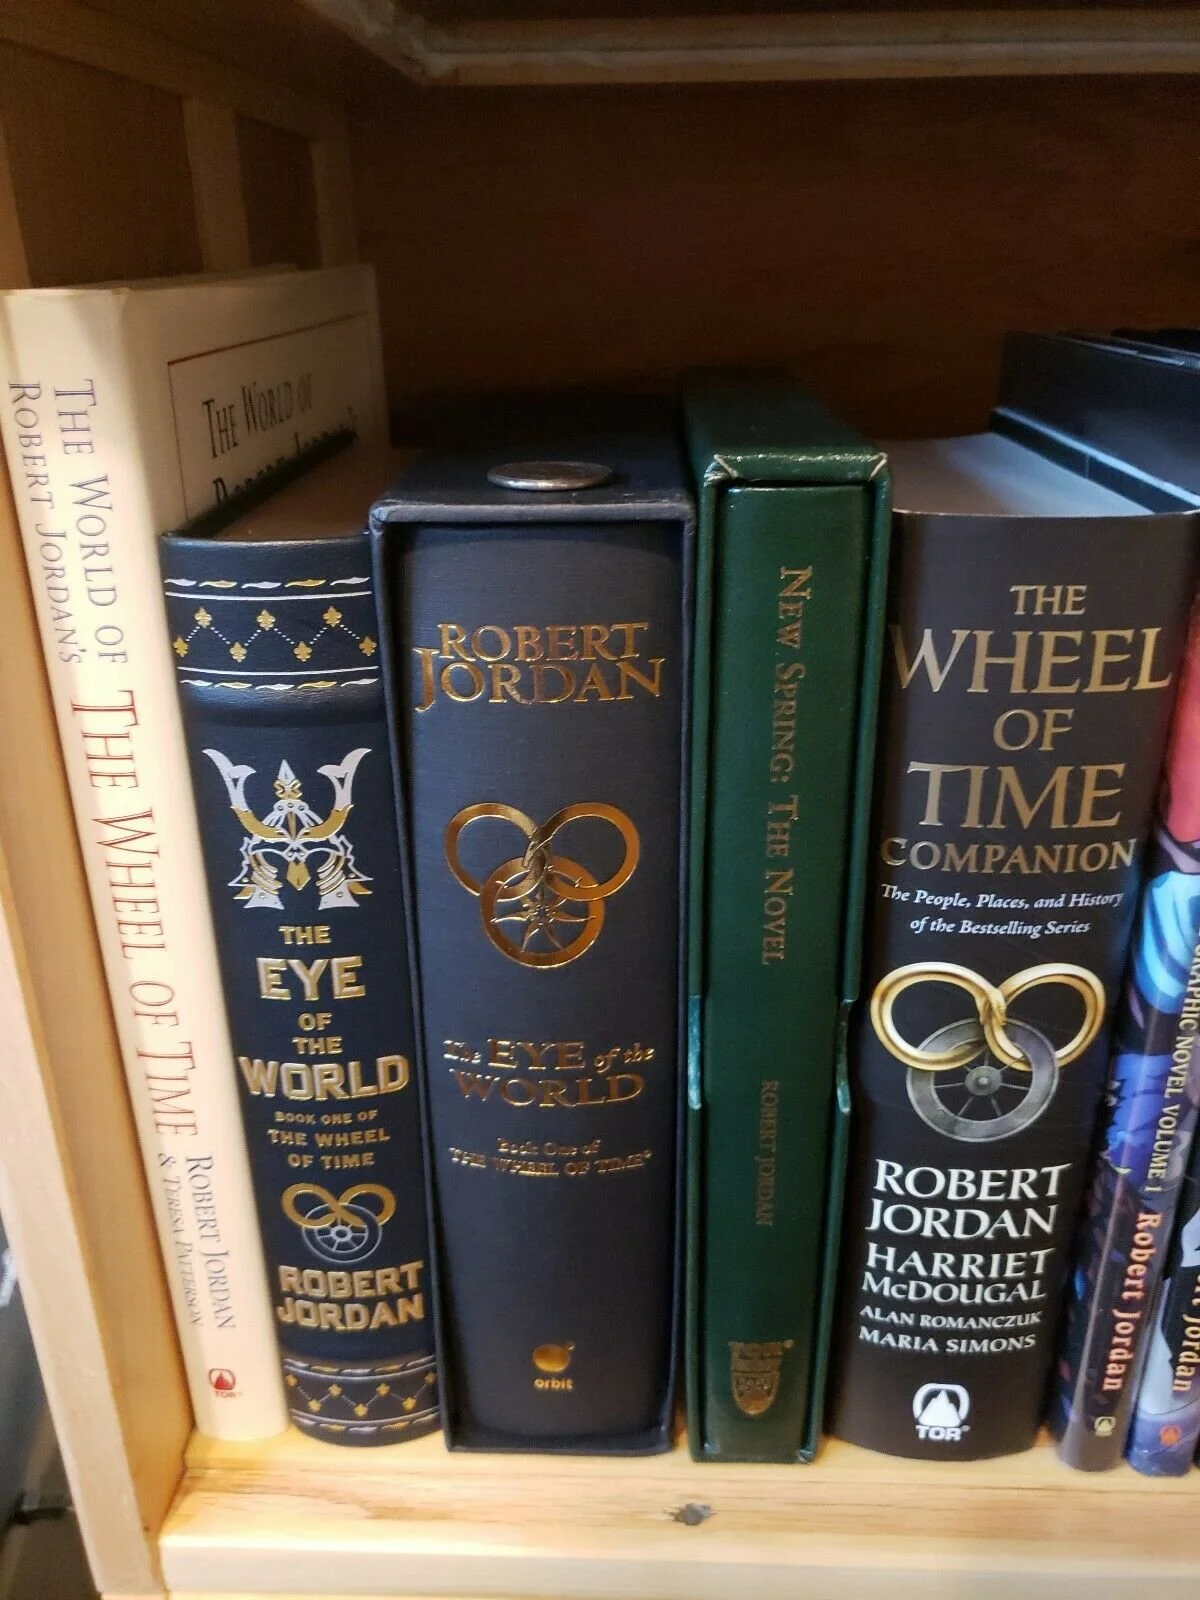 THE WORLD OF
ROBERT JORDAN'S
THE WHEEL OF TIME
ROBERT JORDAN
& TERESA PATTERSON
TOR
THE WORLD OF
THE
EYE
OF
THE
WORLD
BOOK ONE OF
THE WHEEL
OF TIME
ROBERT
JORDAN
ROBERT
JORDAN
The EYE of the
WORLD
Book One of
THE WHEEL OF TIME®
orbit
NEW SPRING: THE NOVEL
ROBERT JORDAN
THE
WHEEL
OF
TIME
COMPANION
The People, Places, and History
of the Bestselling Series
ROBERT
JORDAN
HARRIET
McDOUGAL
ALAN ROMANCZUK
MARIA SIMONS
TOR®
GRAPHIC NOVEL VOLUME 1
Robert Jordan
Jordan